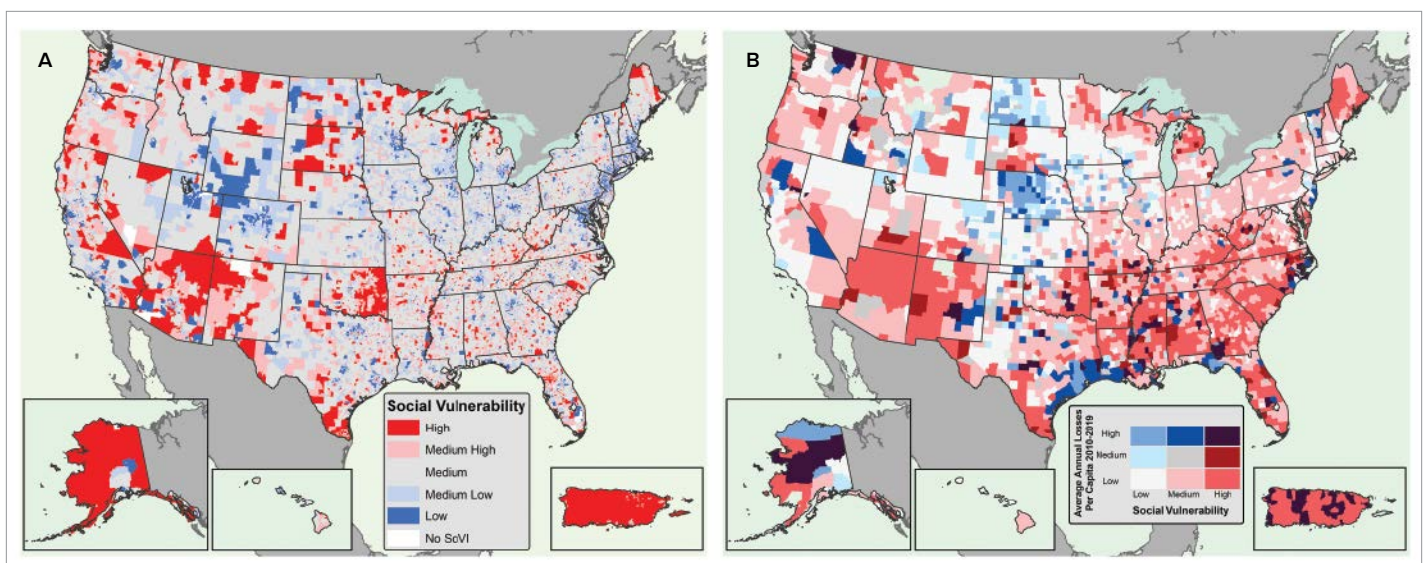 A
Social Vulnerability
High
Medium High
Medium
Medium Low
Low
No SoVI
B
Average Annual Losses
Per Capita 2010-2019
High
Medium
Low
Low
Medium
High
Social Vulnerability